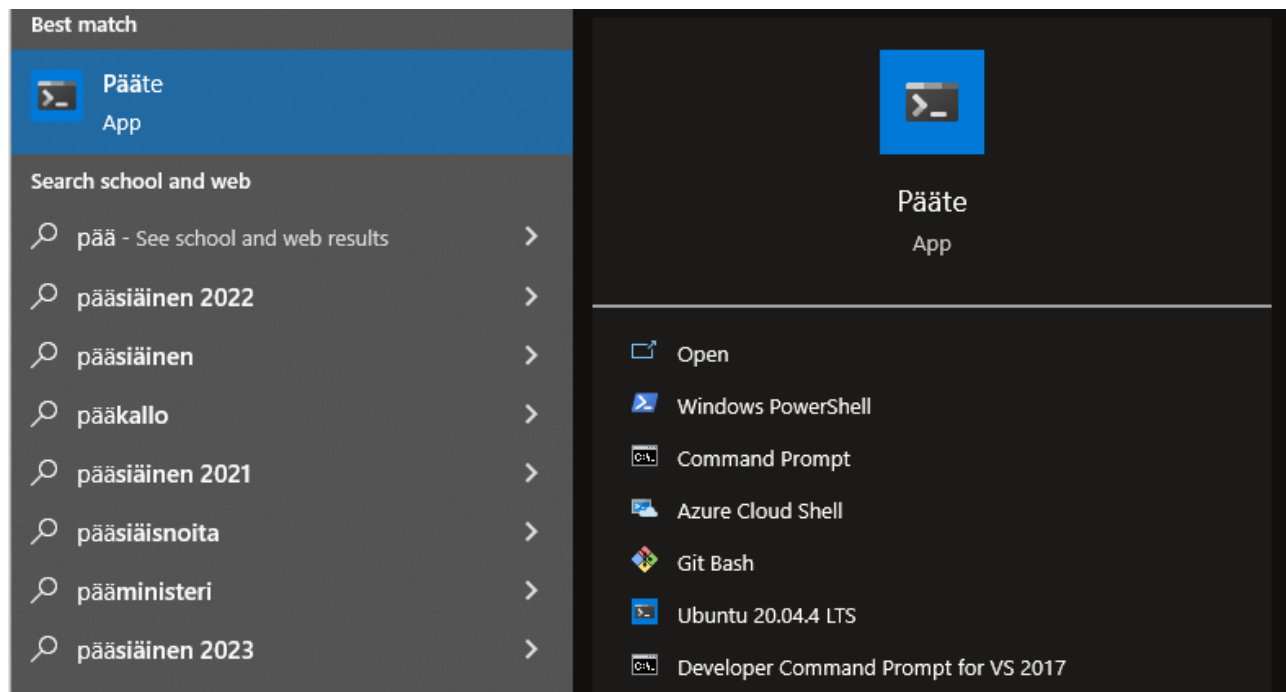 Best match
Pääte
App
Search school and web
pää - See school and web results
pääsiäinen 2022
pääsiäinen
pääkallo
pääsiäinen 2021
pääsiäisnoita
pääministeri
pääsiäinen 2023
Pääte
App
Open
Windows PowerShell
Command Prompt
Azure Cloud Shell
Git Bash
Ubuntu 20.04.4 LTS
Developer Command Prompt for VS 2017